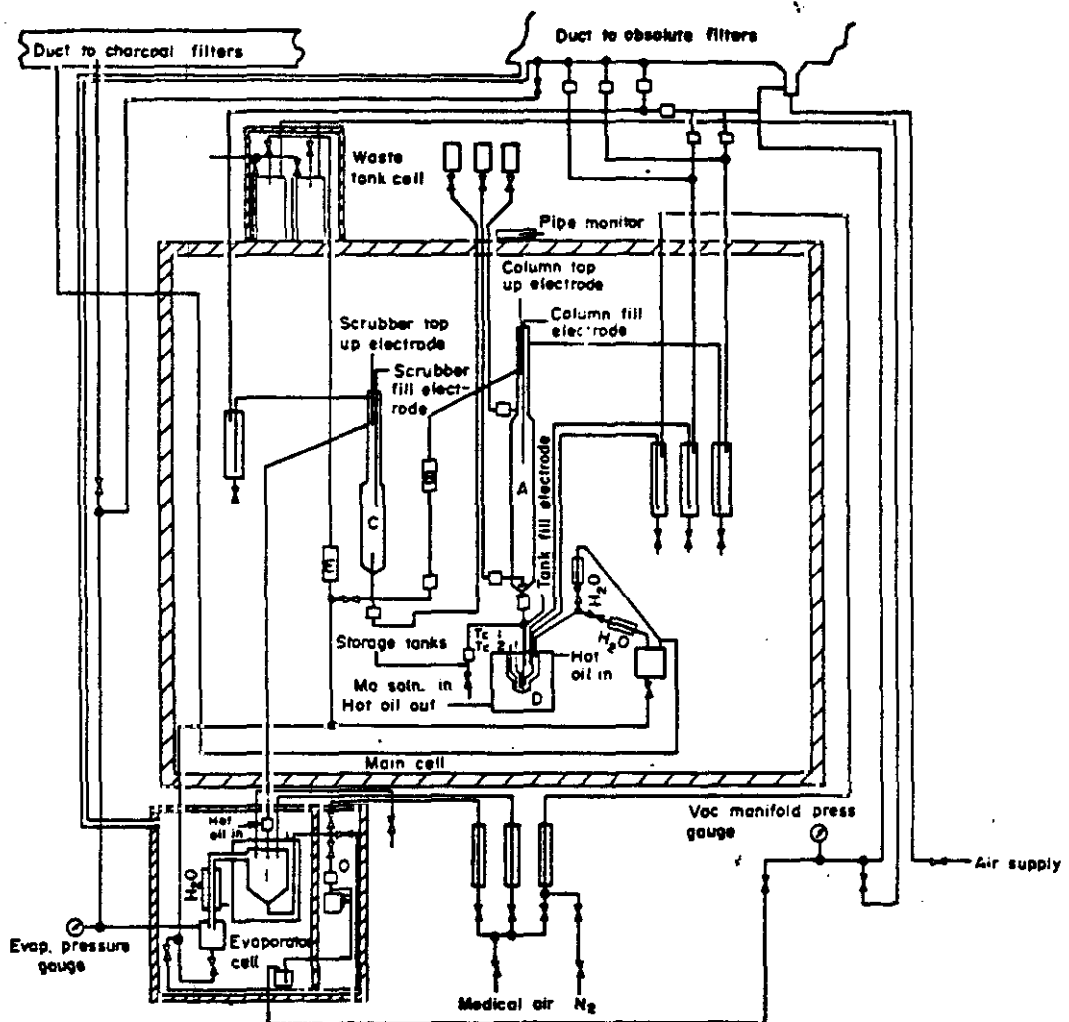 Duct to charcoal filters
Duct to absolute filters
Waste
tank cell
Pipe monitor
Column top
up electrode
Column fill
electrode
Scrubber top
up electrode
Scrubber
fill elect-
rode
A
Tank fill electrode
B
C
E
H₂O
H₂O
Storage tanks
Tc 1
Tc 2
Hot
oil in
Mo soln. in
Hot oil out
D
Main cell
Hot
oil in
Vac manifold press
gauge
H₂O
I
O
Air supply
Evap. pressure
gauge
Evaporator
cell
Medical air
N₂